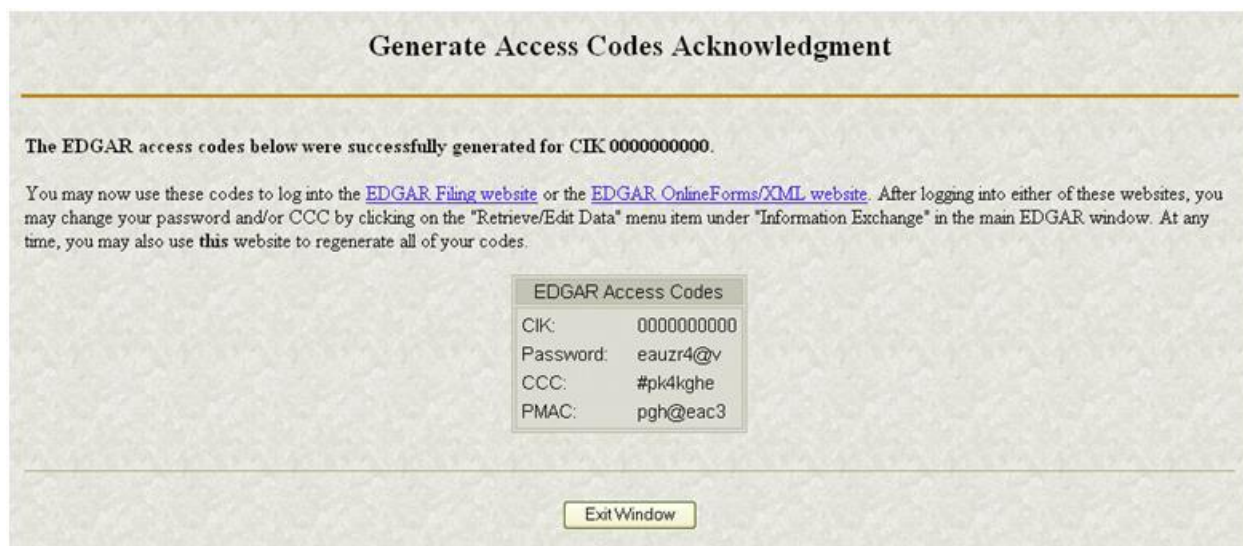 Generate Access Codes Acknowledgment
The EDGAR access codes below were successfully generated for CIK 0000000000.
You may now use these codes to log into the EDGAR Filing website or the EDGAR OnlineForms/XML website. After logging into either of these websites, you
may change your password and/or CCC by clicking on the "Retrieve/Edit Data" menu item under "Information Exchange" in the main EDGAR window. At any
time, you may also use this website to regenerate all of your codes.
EDGAR Access Codes
CIK: 0000000000
Password: eauzr4@v
CCC: #pk4kghe
PMAC: pgh@eac3
Exit Window